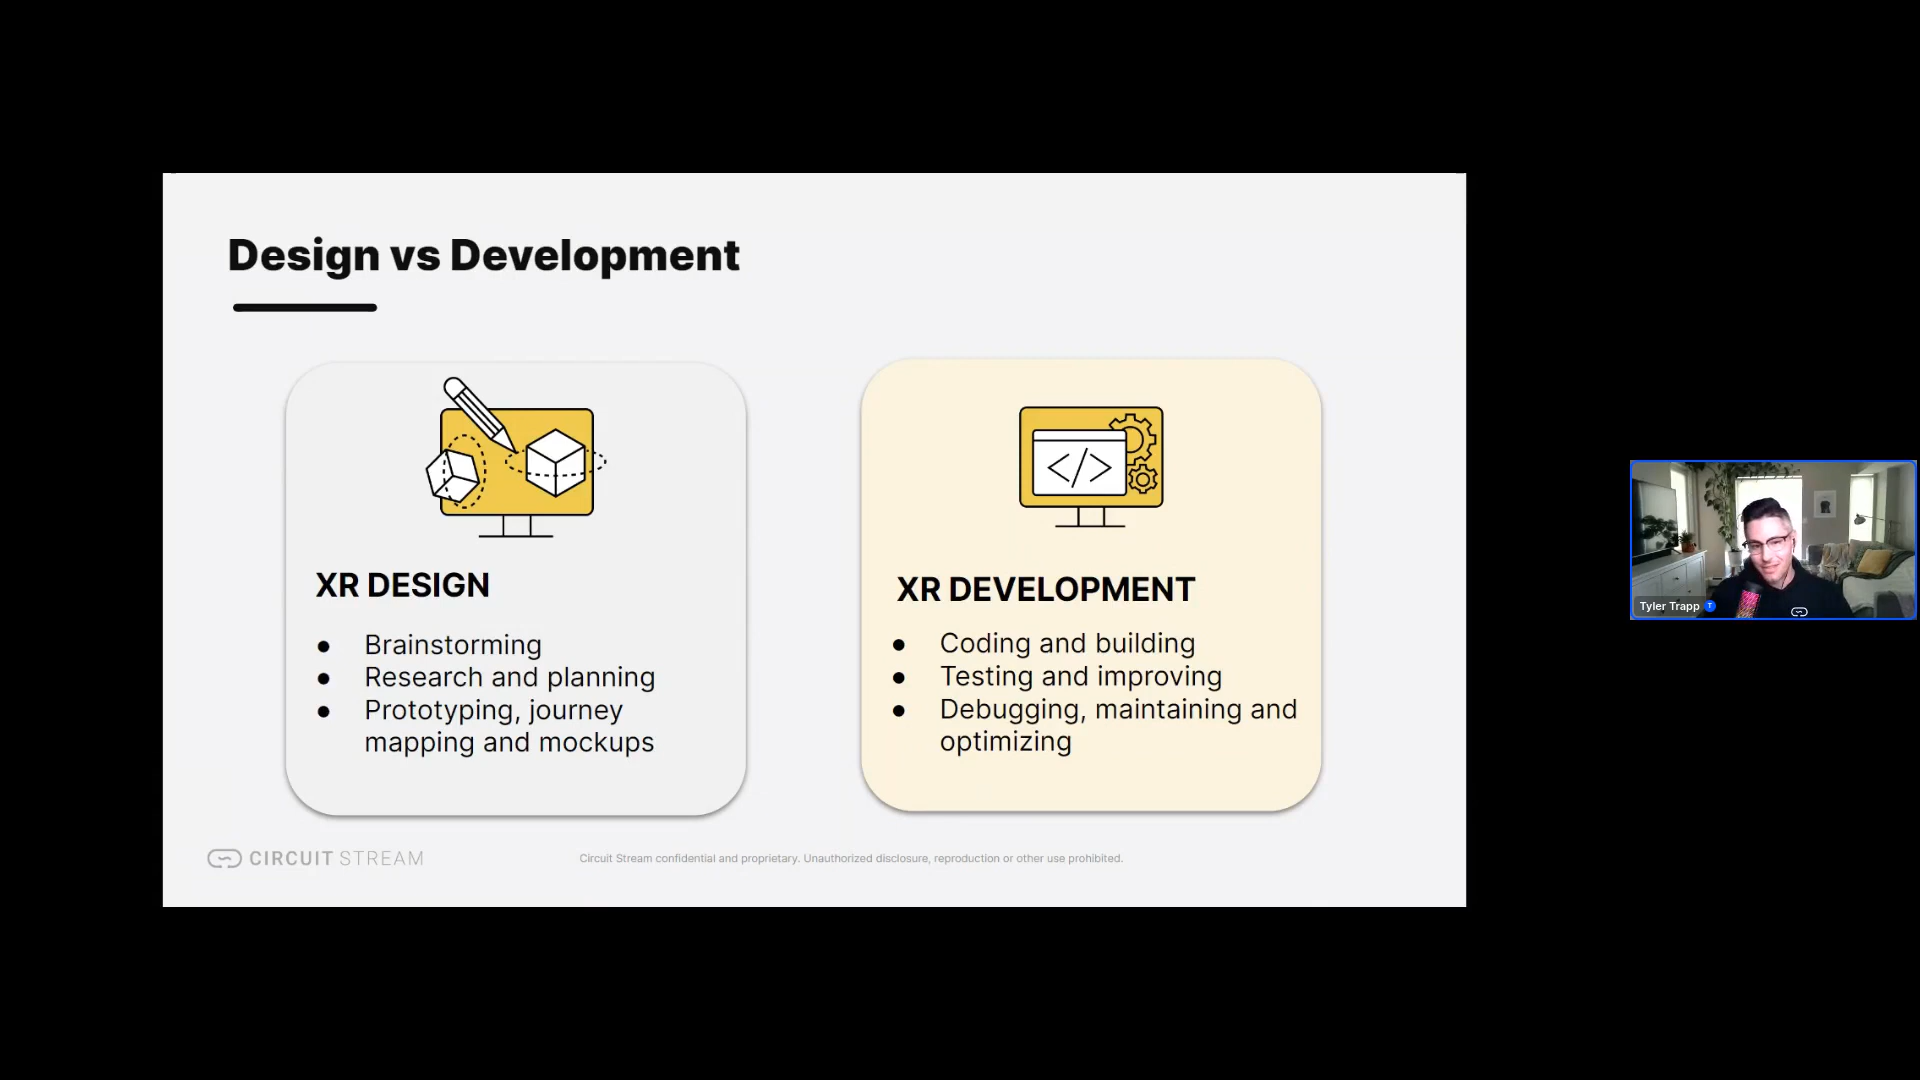 Design vs Development
</>
XR DESIGN
● Brainstorming
● Research and planning
● Prototyping, journey
mapping and mockups
XR DEVELOPMENT
● Coding and building
● Testing and improving
● Debugging, maintaining and
optimizing
CIRCUIT STREAM
Circuit Stream confidential and proprietary. Unauthorized disclosure, reproduction or other use prohibited.
Tyler Trapp T